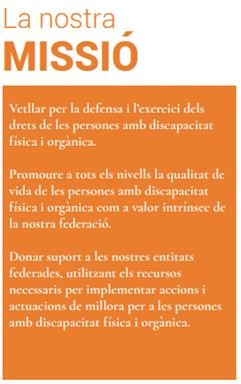 La nostra
MISSIÓ
Vetllar per la defensa i l'exercici dels
drets de les persones amb discapacitat
física i orgànica.
Promoure a tots els nivells la qualitat de
vida de les persones amb discapacitat
física i orgànica com a valor intrínsec de
la nostra federació.
Donar suport a les nostres entitats
federades, utilitzant els recursos
necessaris per implementar accions i
actuacions de millora per a les persones
amb discapacitat física i orgànica.